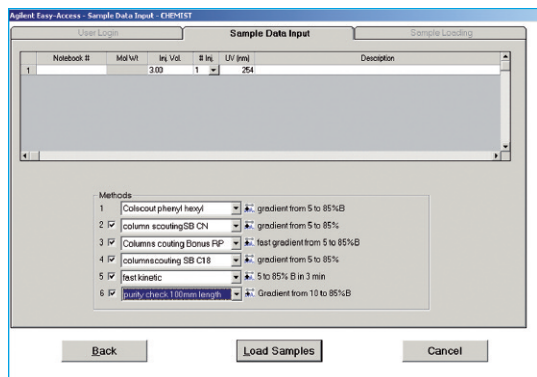 Agilent Easy-Access - Sample Data Input - CHEMIST
User Login Sample Data Input Sample Loading
Notebook # Mol Wt Inj. Vol. # Inj. UV (nm) Description
1 3.00 1 254
Methods
1 Colscout phenyl hexyl gradient from 5 to 85%B
2 column scoutingSB CN gradient from 5 to 85%
3 Columns couting Bonus RP fast gradient from 5 to 85%B
4 columnscouting SB C18 gradient from 5 to 85%
5 fast kinetic 5 to 85% B in 3 min
6 purity check 100mm length Gradient from 10 to 85%B
Back Load Samples Cancel